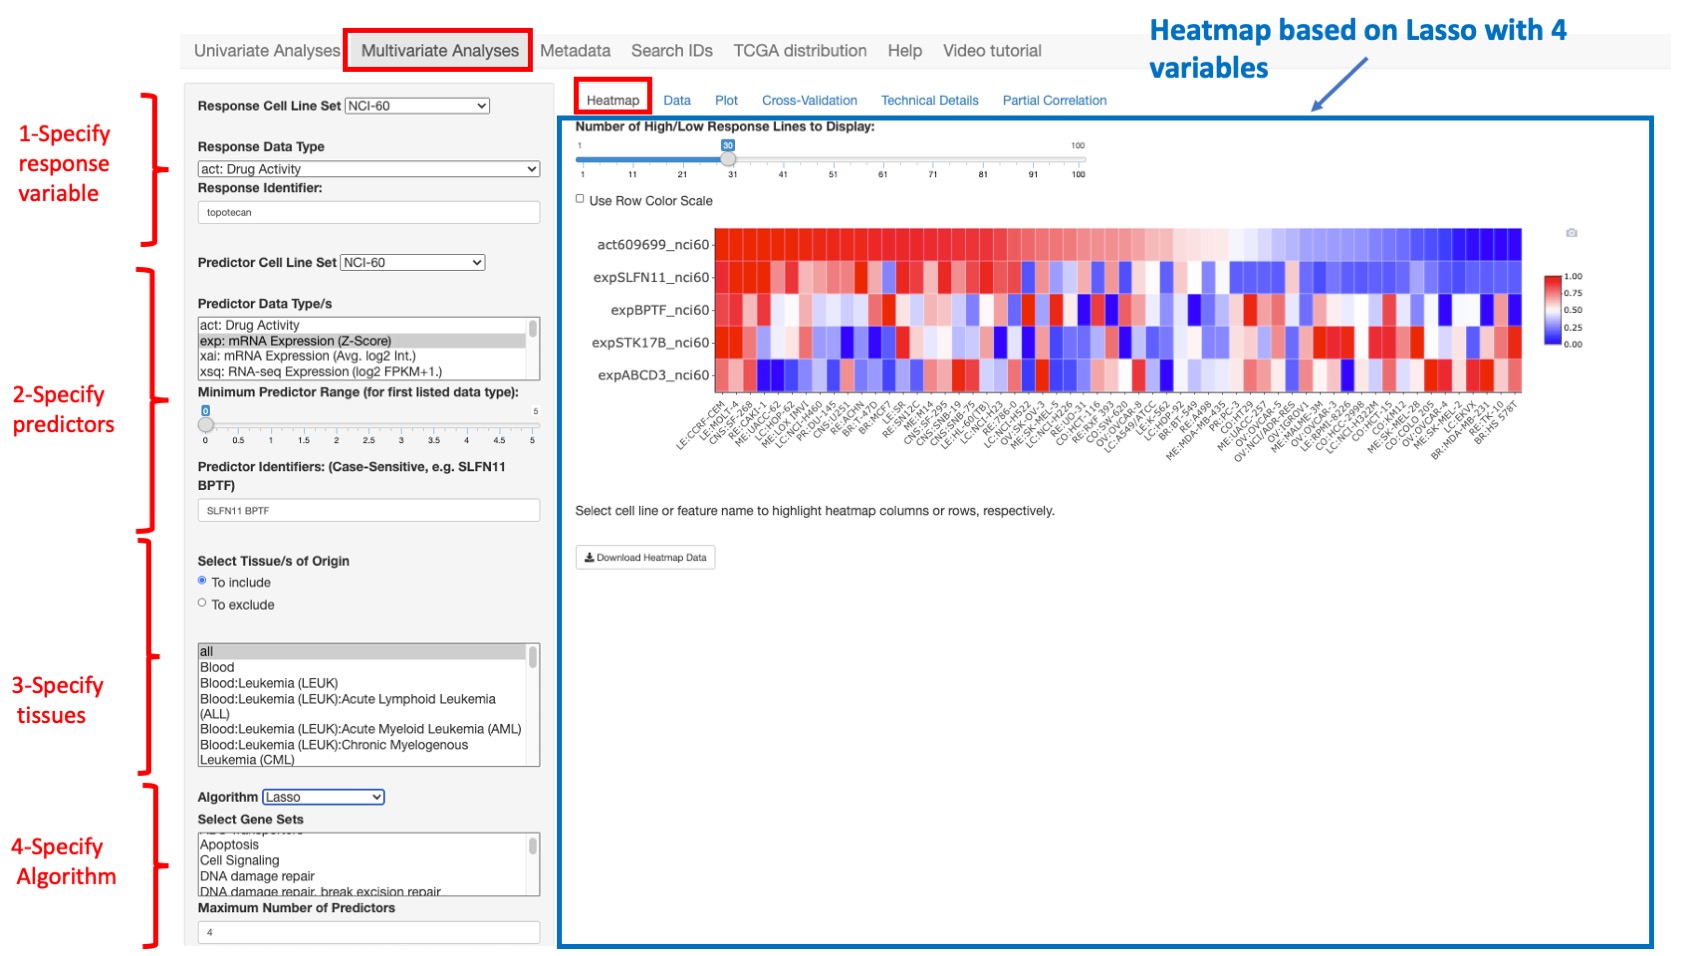 Heatmap based on Lasso with 4
variables
Univariate Analyses
Multivariate Analyses
Metadata
Search IDs
TCGA distribution
Help
Video tutorial
1-Specify
response
variable
2-Specify
predictors
3-Specify
tissues
4-Specify
Algorithm
Response Cell Line Set NCI-60
Response Data Type
act: Drug Activity
Response Identifier:
topotecan
Predictor Cell Line Set NCI-60
Predictor Data Type/s
act: Drug Activity
exp: mRNA Expression (Z-Score)
xai: mRNA Expression (Avg. log2 Int.)
xsq: RNA-seq Expression (log2 FPKM+1.)
Minimum Predictor Range (for first listed data type):
0 5
0 0.5 1 1.5 2 2.5 3 3.5 4 4.5 5
Predictor Identifiers: (Case-Sensitive, e.g. SLFN11
BPTF)
SLFN11 BPTF
Select Tissue/s of Origin
To include
To exclude
all
Blood
Blood:Leukemia (LEUK)
Blood:Leukemia (LEUK):Acute Lymphoid Leukemia
(ALL)
Blood:Leukemia (LEUK):Acute Myeloid Leukemia (AML)
Blood:Leukemia (LEUK):Chronic Myelogenous
Leukemia (CML)
Algorithm Lasso
Select Gene Sets
Apoptosis
Cell Signaling
DNA damage repair
DNA damage repair, break excision repair
Maximum Number of Predictors
4
Heatmap
Data
Plot
Cross-Validation
Technical Details
Partial Correlation
Number of High/Low Response Lines to Display:
1 30 100
1 11 21 31 41 51 61 71 81 91 100
Use Row Color Scale
act609699_nci60
expSLFN11_nci60
expBPTF_nci60
expSTK17B_nci60
expABCD3_nci60
1.00
0.75
0.50
0.25
0.00
LE:CCRF-CEM
LE:MOLT-4
CNS:SF-268
RE:CAKI-1
ME:UACC-62
LC:HOP-62
ME:LOX IMVI
LC:NCI-H460
PR:DU-145
CNS:U251
RE:ACHN
BR:T-47D
BR:MCF7
LE:SR
RE:SN12C
ME:M14
CNS:SF-295
CNS:SNB-19
CNS:SNB-75
LE:HL-60(TB)
LC:NCI-H23
RE:786-0
LC:NCI-H522
OV:SK-OV-3
ME:SK-MEL-5
LC:NCI-H226
RE:UO-31
CO:HCT-116
RE:RXF 393
CO:SW-620
OV:OVCAR-8
LC:A549/ATCC
LE:K-562
LC:HOP-92
BR:BT-549
RE:A498
ME:MDA-MB-435
PR:PC-3
CO:HT29
ME:UACC-257
OV:OVCAR-5
OV:NCI/ADR-RES
OV:IGROV1
ME:MALME-3M
OV:OVCAR-3
LE:RPMI-8226
CO:HCC-2998
LC:NCI-H322M
CO:HCT-15
CO:KM12
ME:SK-MEL-28
CO:COLO 205
OV:OVCAR-4
ME:SK-MEL-2
LC:EKVX
BR:MDA-MB-231
RE:TK-10
BR:HS 578T
Select cell line or feature name to highlight heatmap columns or rows, respectively.
Download Heatmap Data